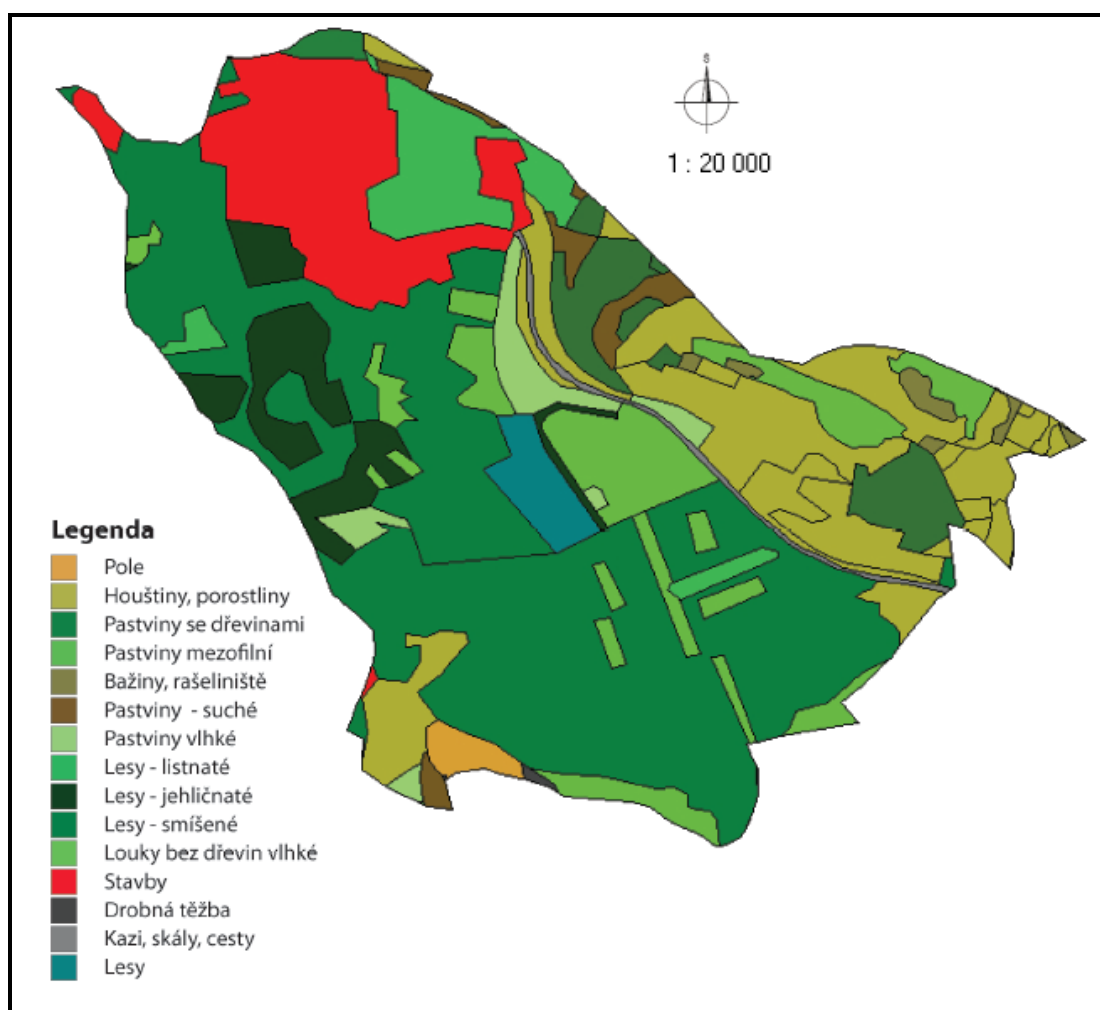 S
1 : 20 000
Legenda
Pole
Houštiny, porostliny
Pastviny se dřevinami
Pastviny mezofilní
Bažiny, rašeliniště
Pastviny - suché
Pastviny vlhké
Lesy - listnaté
Lesy - jehličnaté
Lesy - smíšené
Louky bez dřevin vlhké
Stavby
Drobná těžba
Kazi, skály, cesty
Lesy